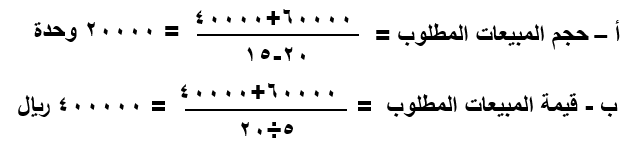 ٦٠٠٠٠+٤٠٠٠٠
أ – حجم المبيعات المطلوب = = ٢٠٠٠٠ وحدة
٢٠-١٥
٦٠٠٠٠+٤٠٠٠٠
ب - قيمة المبيعات المطلوب = = ٤٠٠٠٠٠ ريال
٥÷٢٠